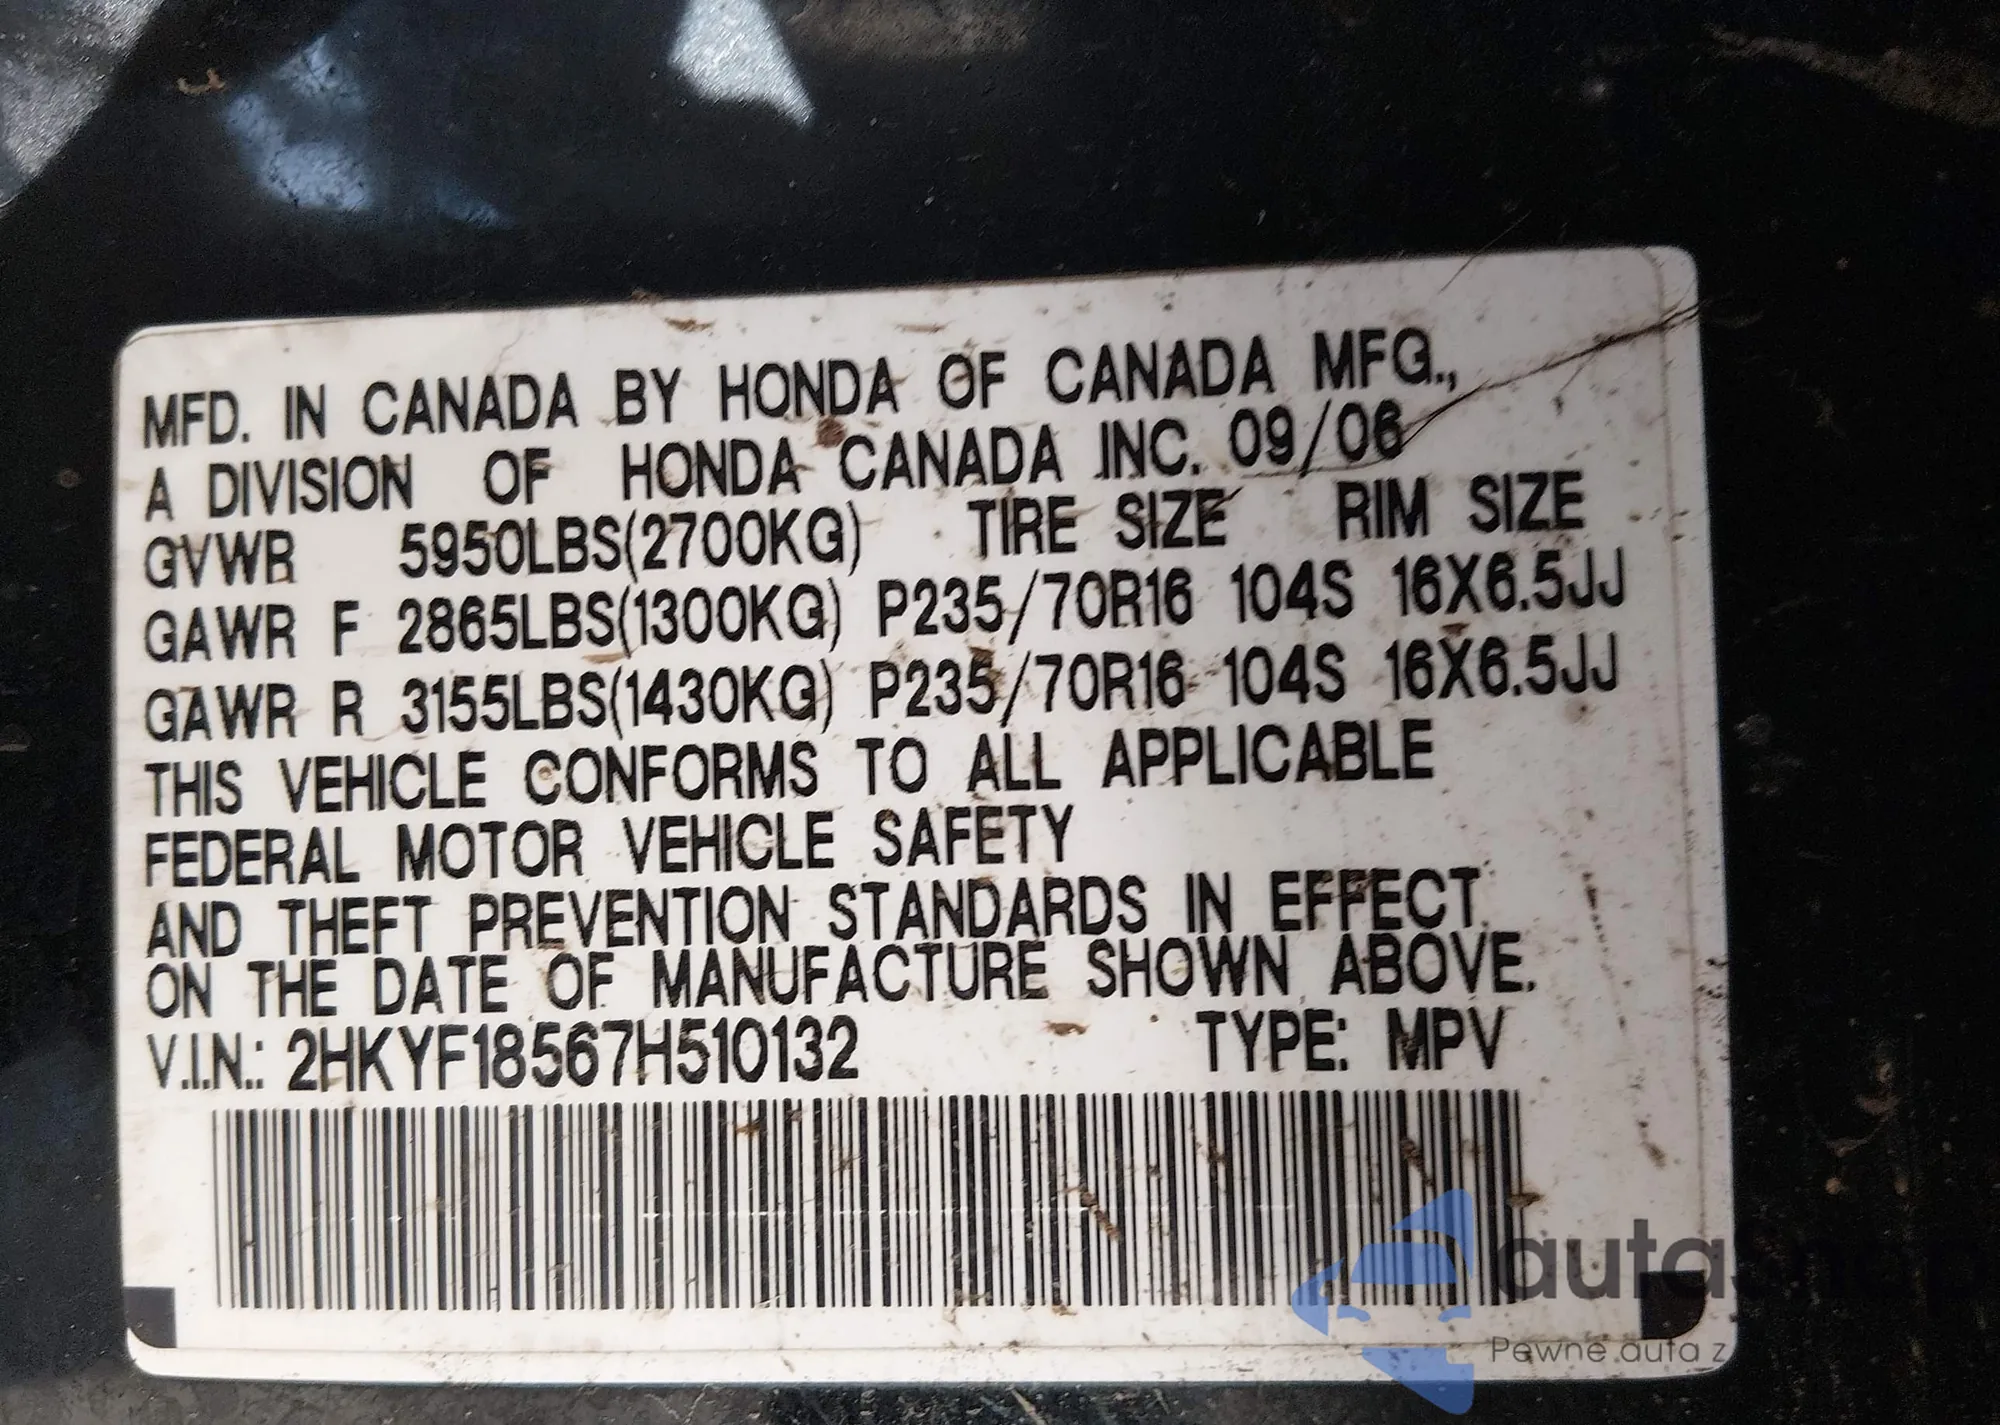 MFD. IN CANADA BY HONDA OF CANADA MFG.,
A DIVISION OF HONDA CANADA INC. 09/06
GVWR 5950LBS(2700KG) TIRE SIZE RIM SIZE
GAWR F 2865LBS(1300KG) P235/70R16 104S 16X6.5JJ
GAWR R 3155LBS(1430KG) P235/70R16 104S 16X6.5JJ
THIS VEHICLE CONFORMS TO ALL APPLICABLE
FEDERAL MOTOR VEHICLE SAFETY
AND THEFT PREVENTION STANDARDS IN EFFECT
ON THE DATE OF MANUFACTURE SHOWN ABOVE.
V.I.N.: 2HKYF18567H510132 TYPE: MPV
Pewne auta z